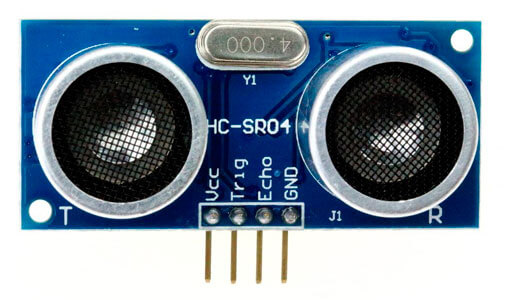 4.000
Y1
HC-SR04
Vcc
Trig
Echo
GND
T
J1
R